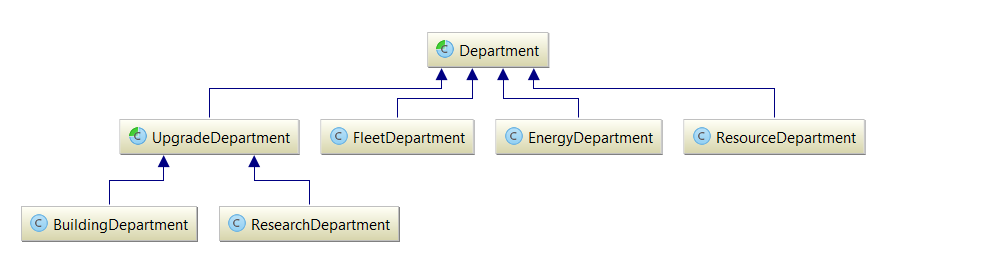 C Department
C UpgradeDepartment
C FleetDepartment
C EnergyDepartment
C ResourceDepartment
C BuildingDepartment
C ResearchDepartment